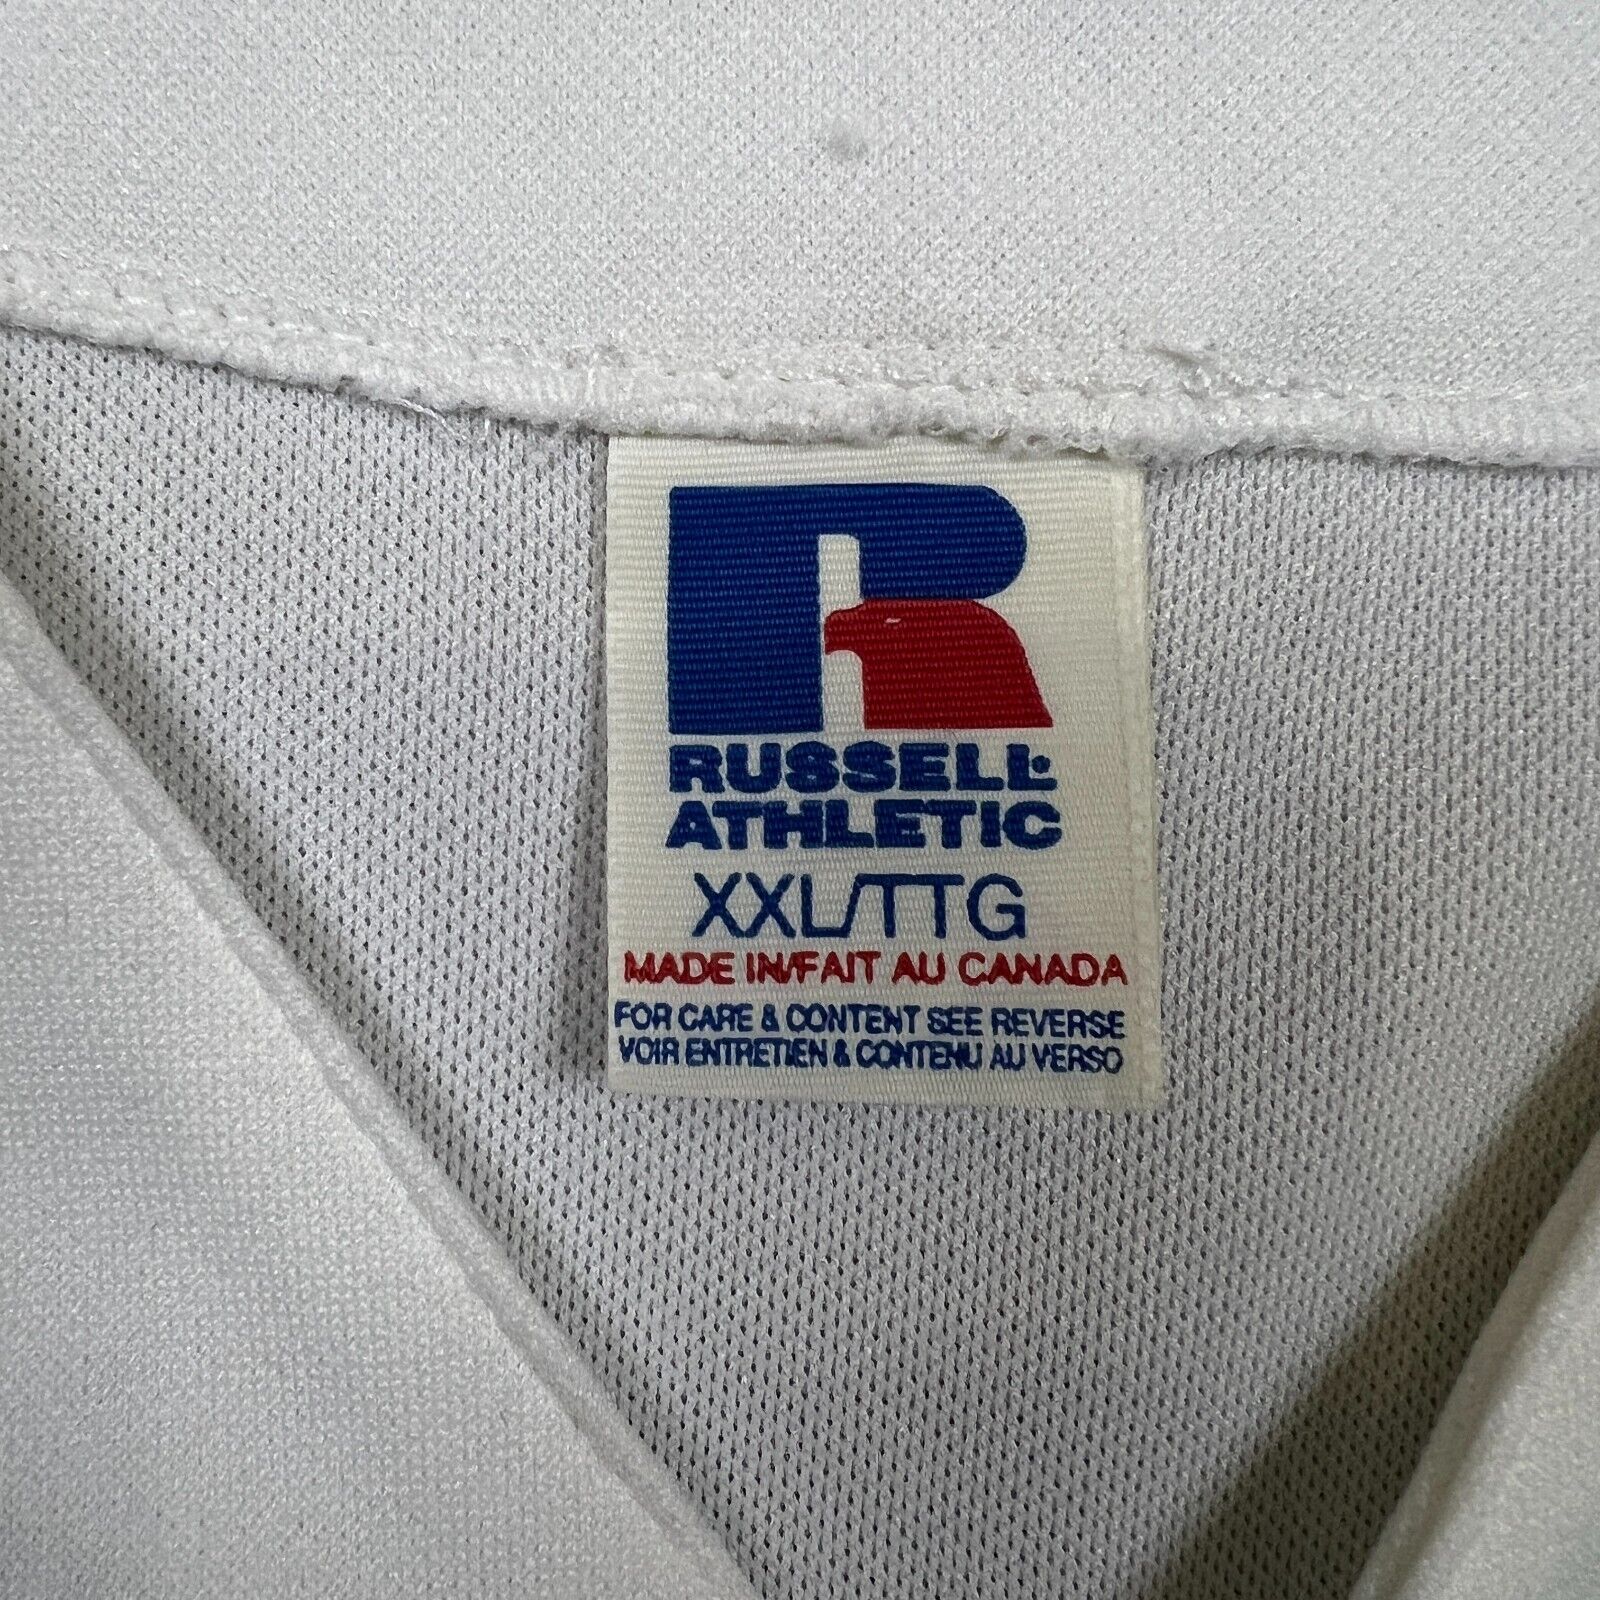 R
RUSSELL
ATHLETIC
XXL/TTG
MADE IN/FAIT AU CANADA
FOR CARE & CONTENT SEE REVERSE
VOIR ENTRETIEN & CONTENU AU VERSO